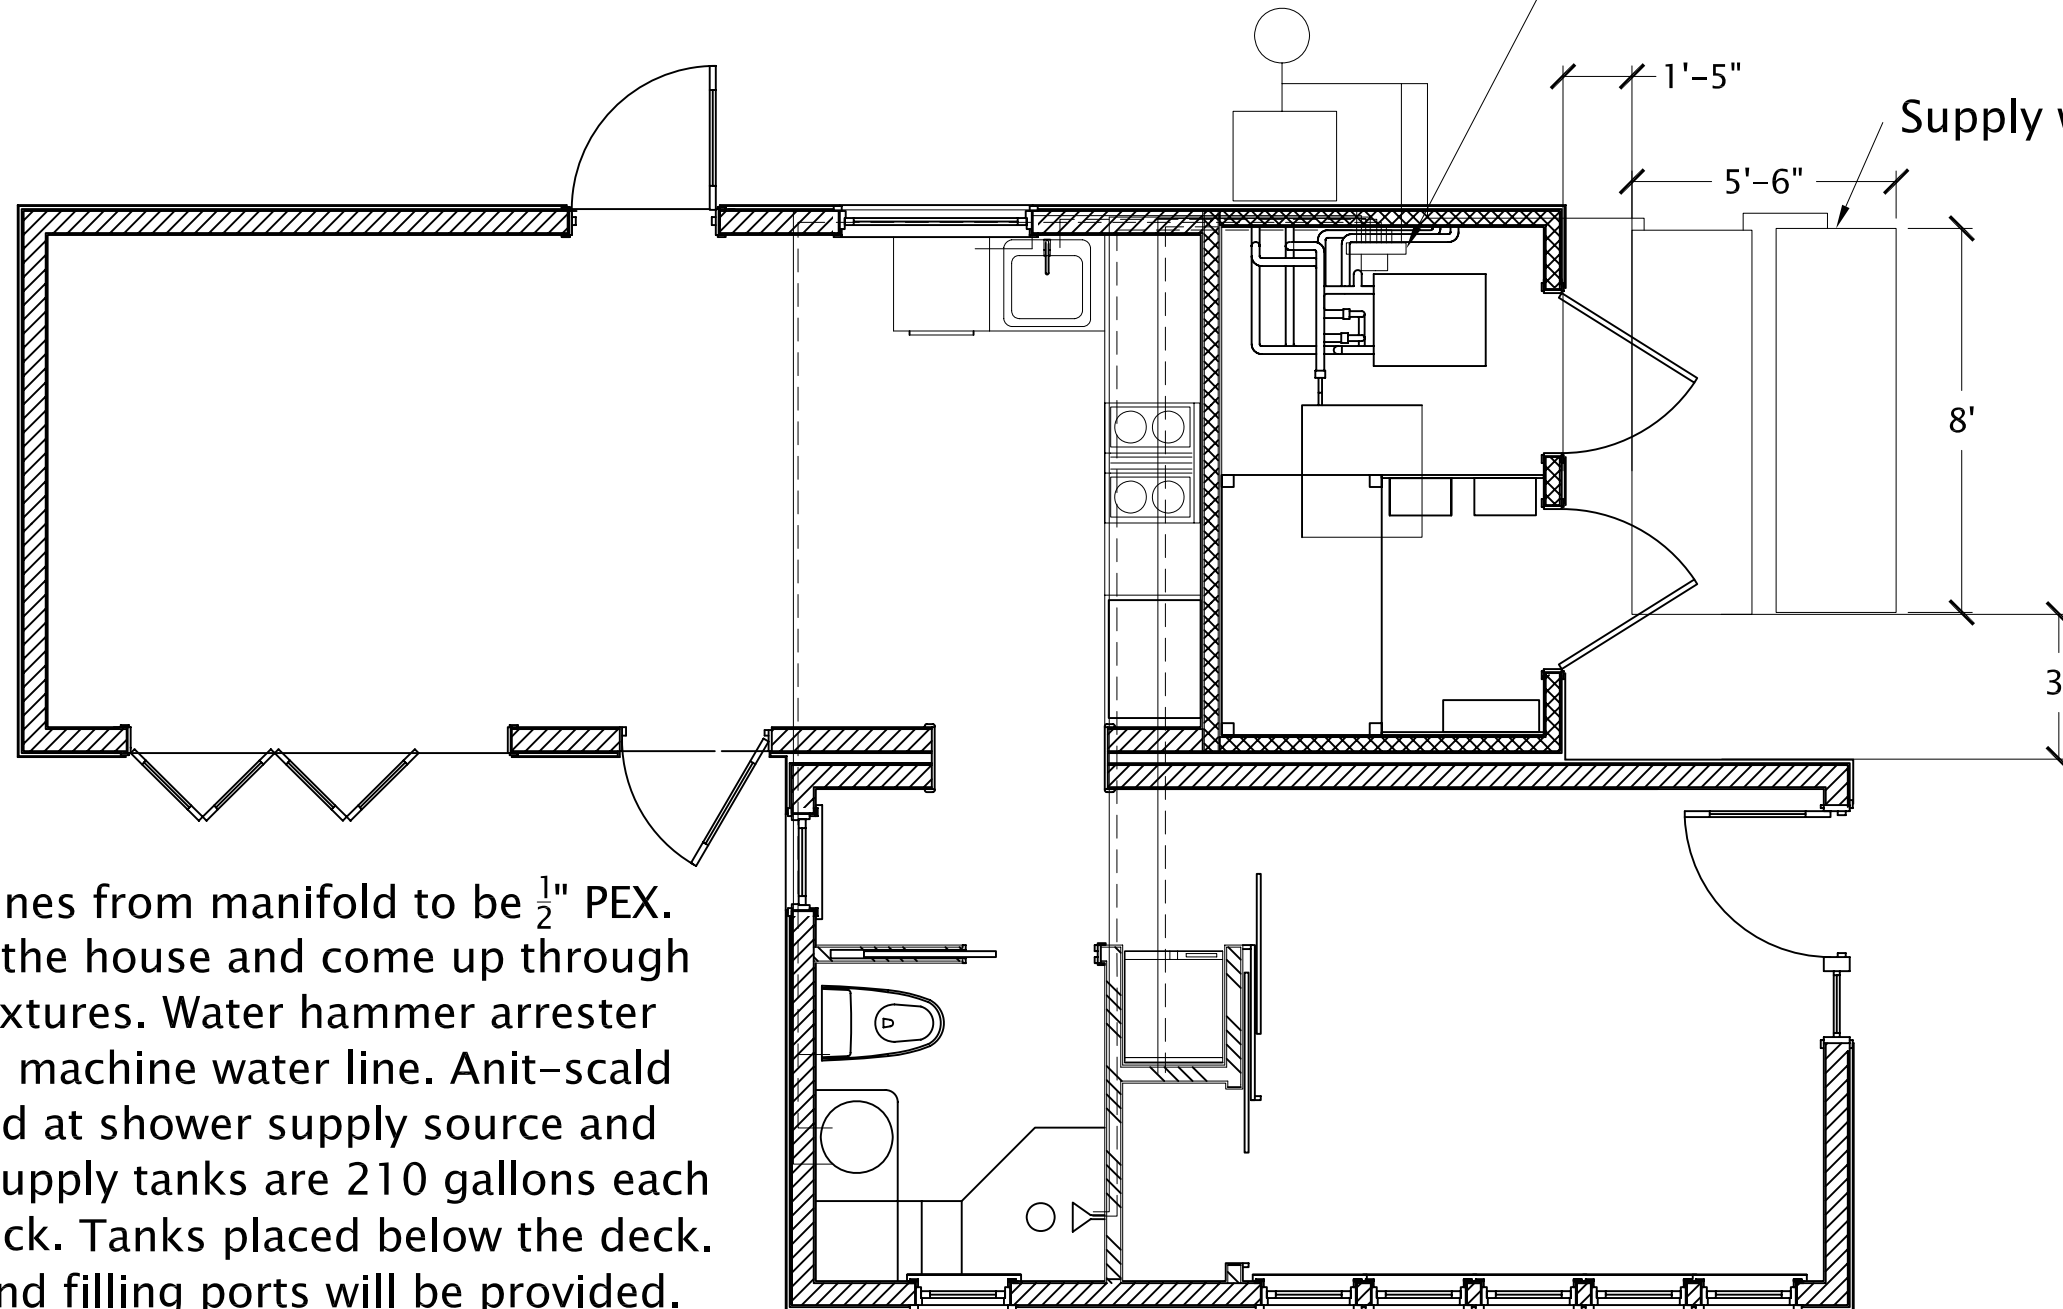 1'-5"
Supply
5'-6"
8'
3
nes from manifold to be 1/2" PEX.
the house and come up through
xtures. Water hammer arrester
machine water line. Anit-scald
d at shower supply source and
upply tanks are 210 gallons each
ck. Tanks placed below the deck.
nd filling ports will be provided.